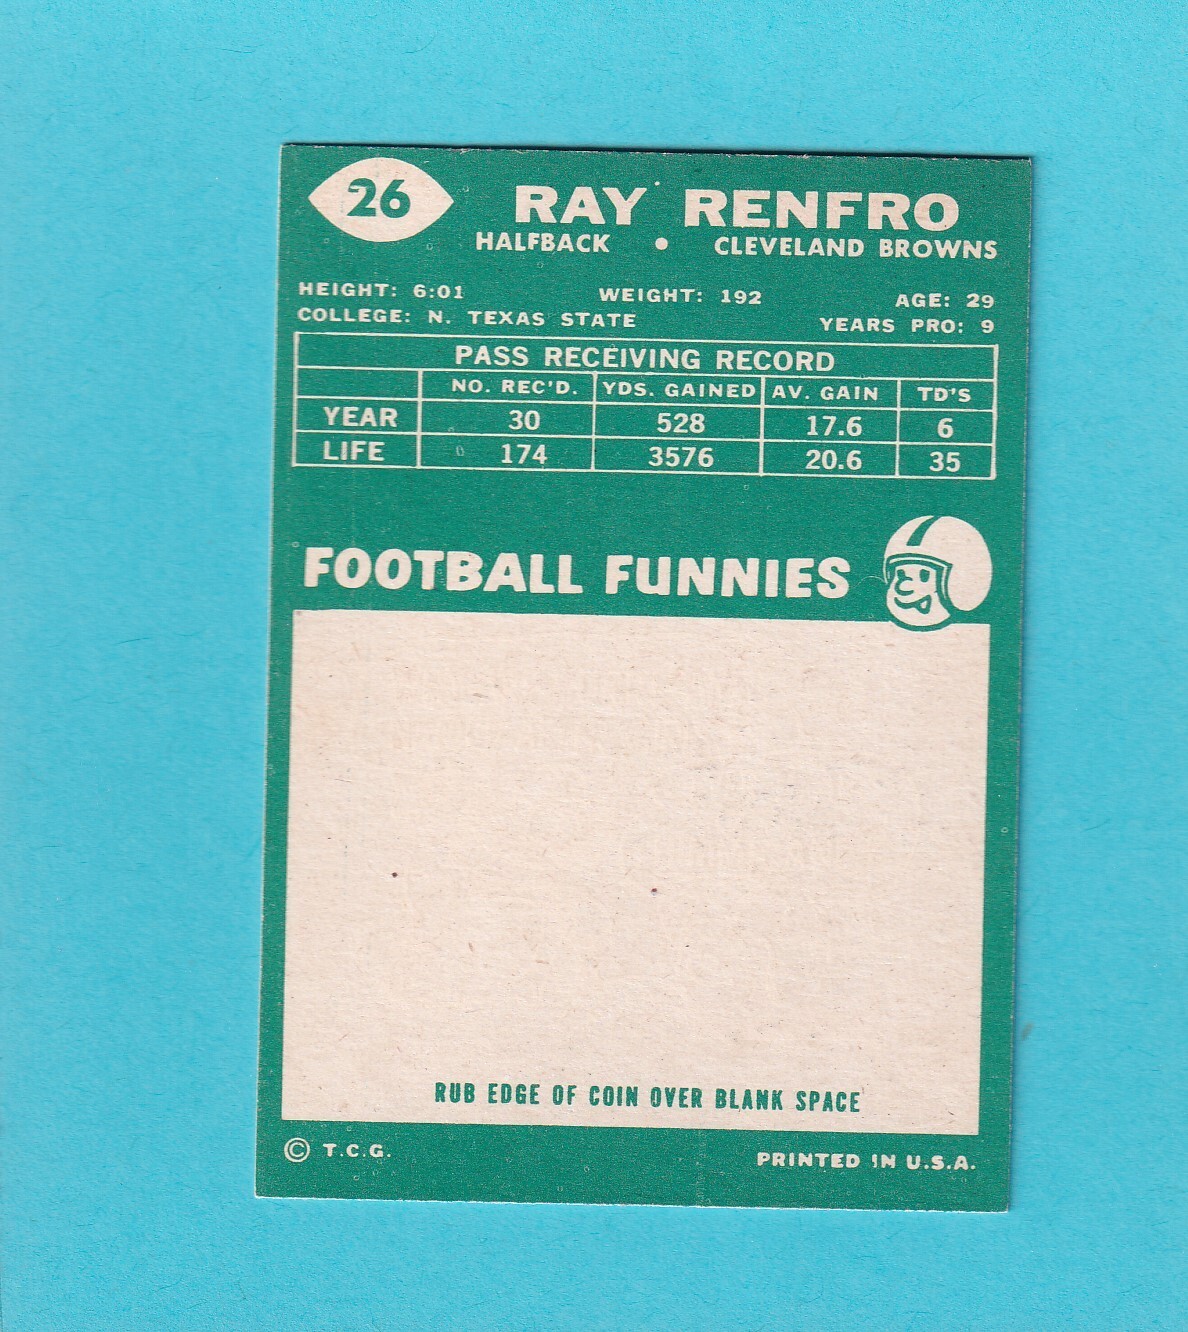 26
RAY RENFRO
HALFBACK • CLEVELAND BROWNS
HEIGHT: 6:01 WEIGHT: 192 AGE: 29
COLLEGE: N. TEXAS STATE YEARS PRO: 9
PASS RECEIVING RECORD
NO. REC'D. YDS. GAINED AV. GAIN TD'S
YEAR 30 528 17.6 6
LIFE 174 3576 20.6 35
FOOTBALL FUNNIES
RUB EDGE OF COIN OVER BLANK SPACE
© T.C.G. PRINTED IN U.S.A.